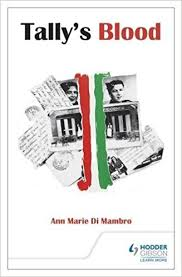 Tally's
Blood
Ann Marie Di Mambro
HODDER
GIBSON
LEARN MORE